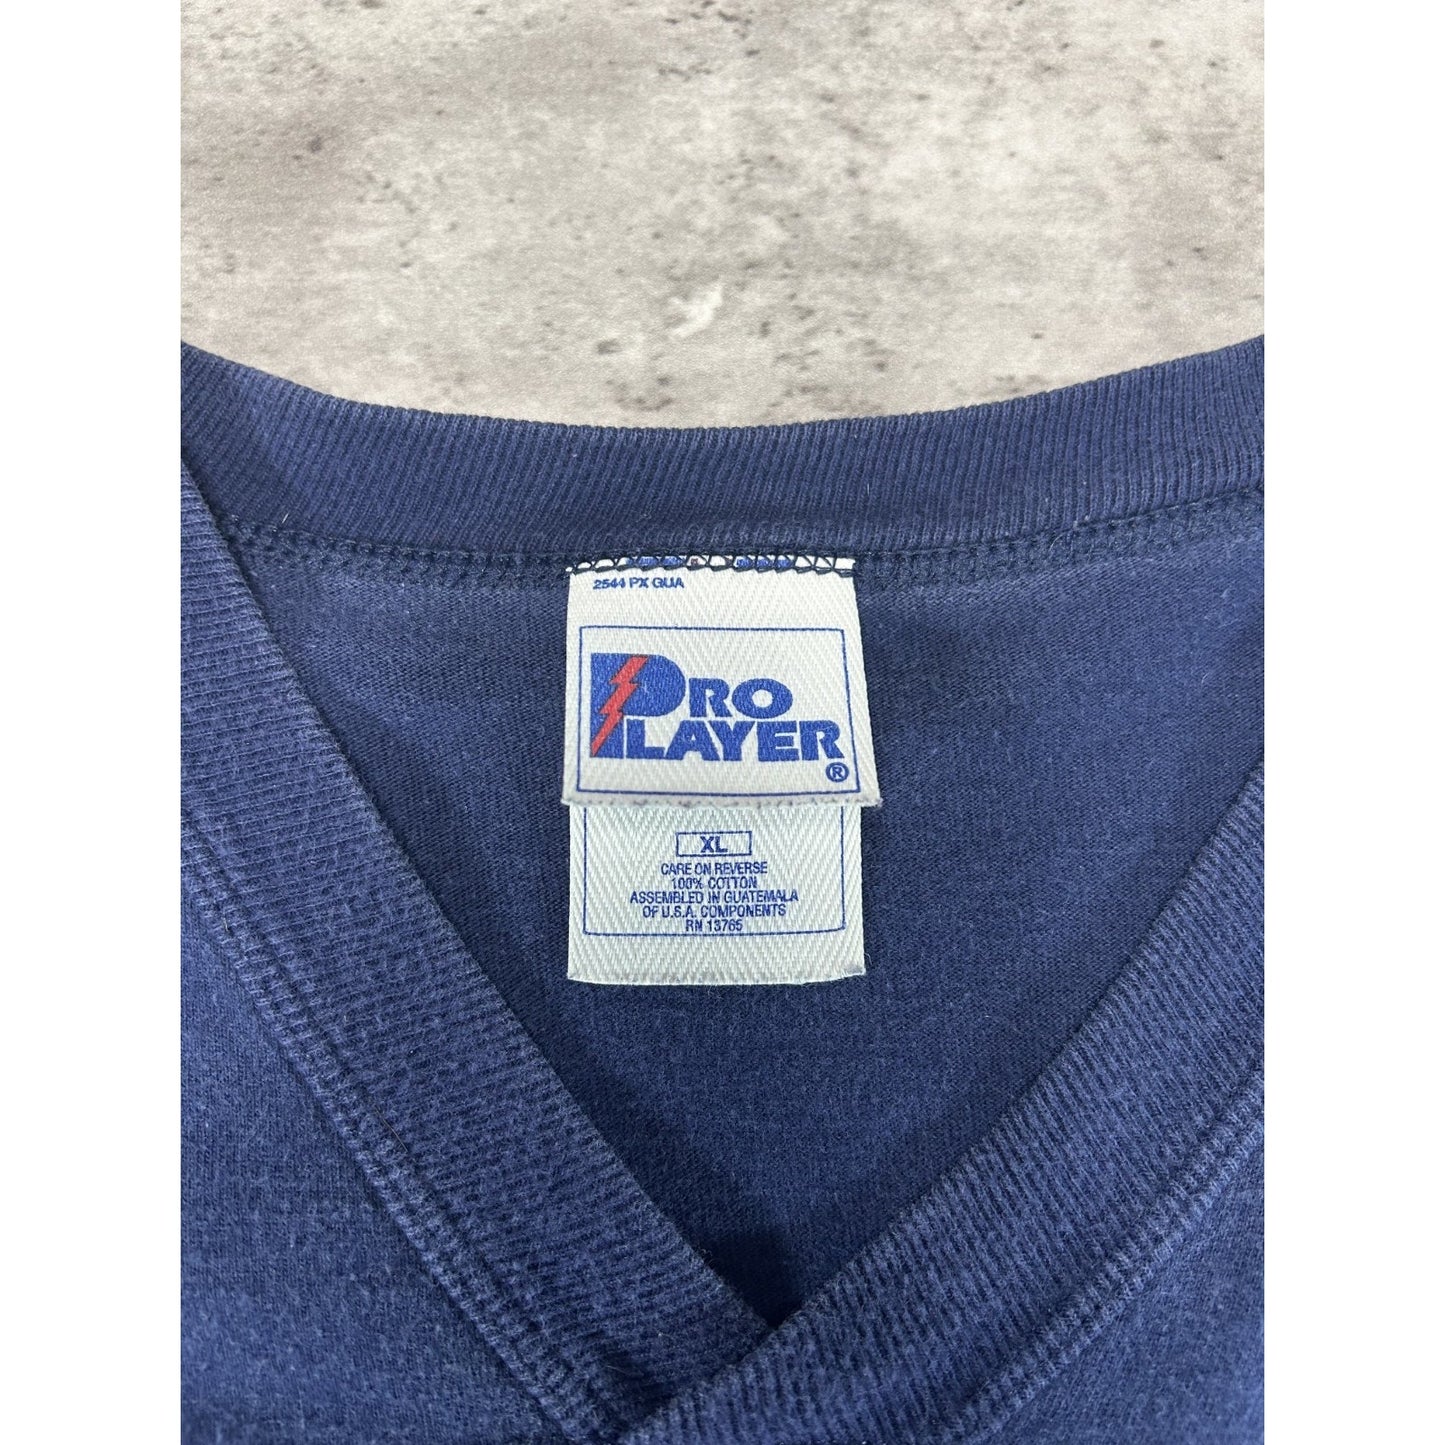 2544 PX GUA
PRO
PLAYER®
XL
CARE ON REVERSE
100% COTTON
ASSEMBLED IN GUATEMALA
OF U.S.A. COMPONENTS
RN 13765